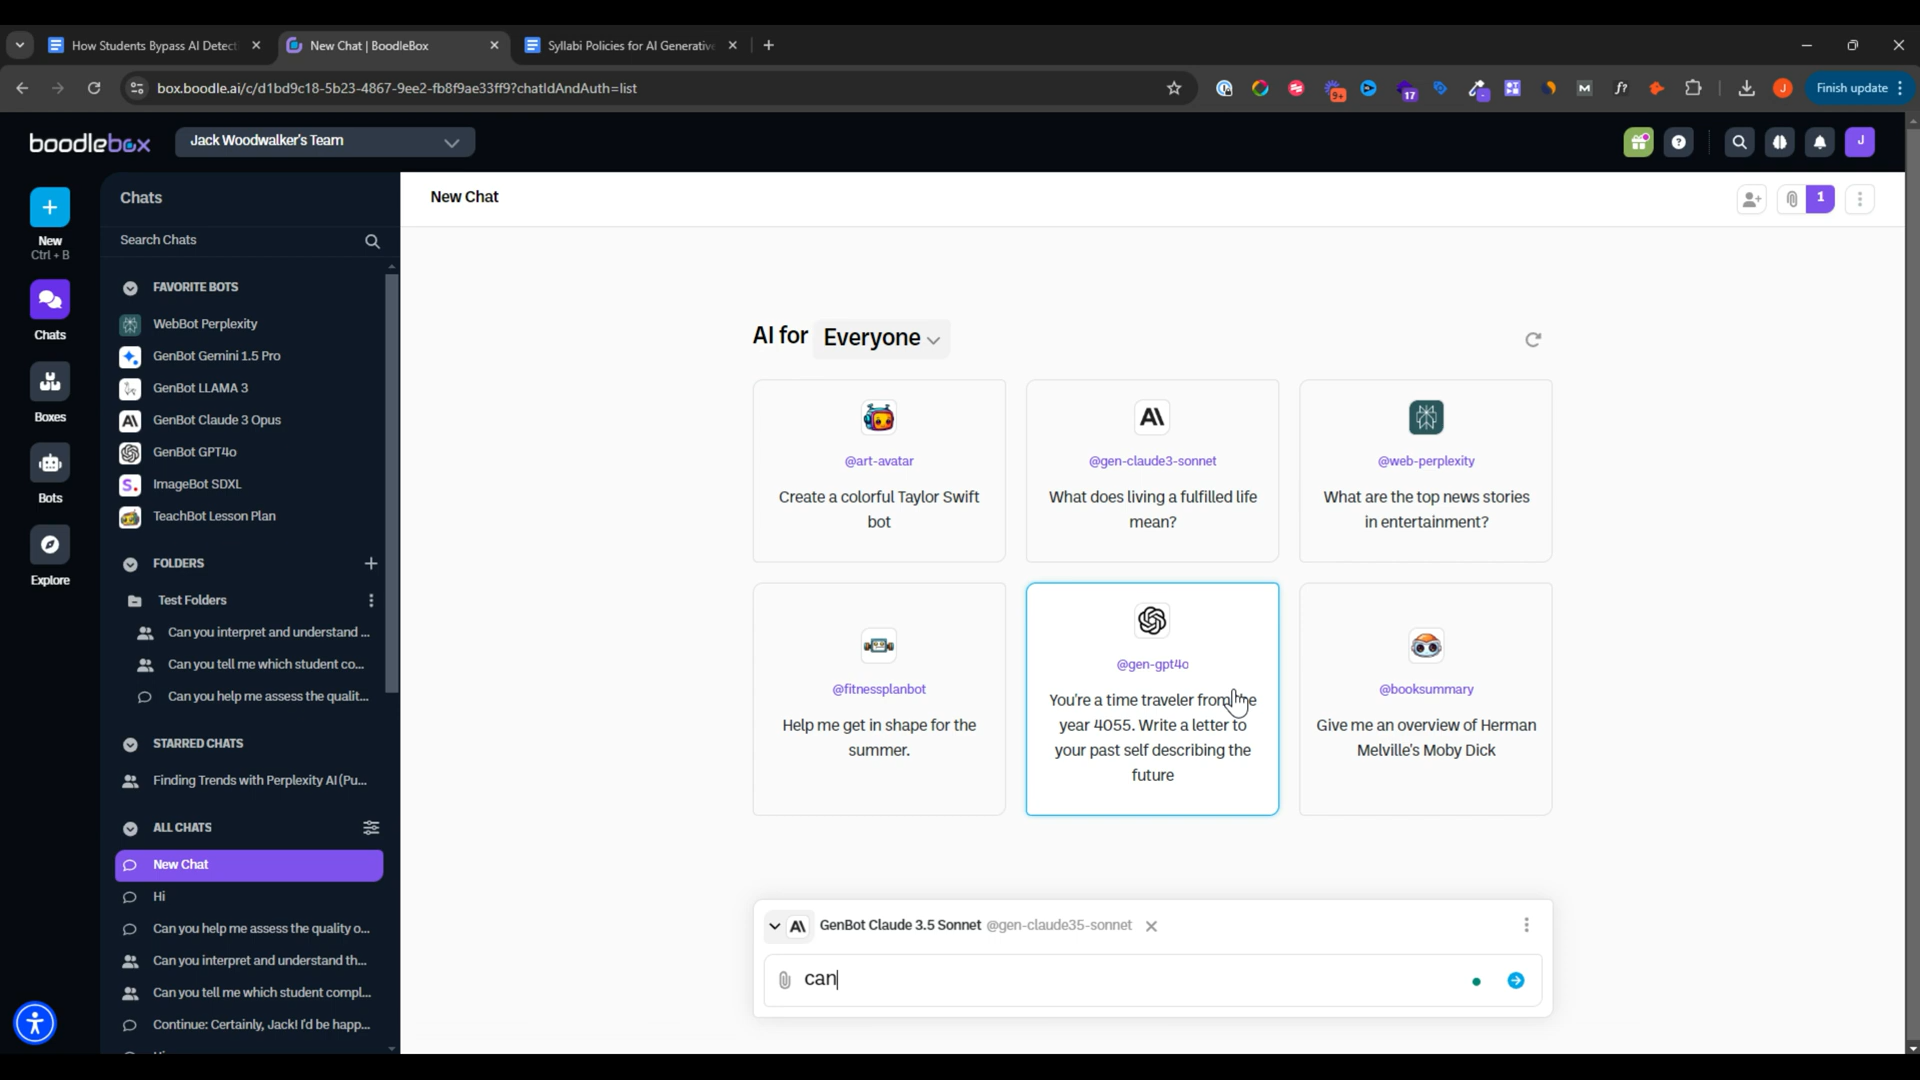 How Students Bypass AI Detect
New Chat | BoodleBox
Syllabi Policies for AI Generative
box.boodle.ai/c/d1bd9c18-5b23-4867-9ee2-fb8f9ae33ff9?chatIdAndAuth=list
9+
17
M
f?
J
Finish update
boodlebox
Jack Woodwalker's Team
J
New
Ctrl + B
Chats
Boxes
Bots
Explore
Chats
Search Chats
FAVORITE BOTS
WebBot Perplexity
GenBot Gemini 1.5 Pro
GenBot LLAMA 3
GenBot Claude 3 Opus
GenBot GPT4o
S. ImageBot SDXL
TeachBot Lesson Plan
FOLDERS
Test Folders
Can you interpret and understand ...
Can you tell me which student co...
Can you help me assess the qualit...
STARRED CHATS
Finding Trends with Perplexity AI (Pu...
ALL CHATS
New Chat
Hi
Can you help me assess the quality o...
Can you interpret and understand th...
Can you tell me which student compl...
Continue: Certainly, Jack! I'd be happ...
New Chat
1
AI for Everyone
@art-avatar
Create a colorful Taylor Swift
bot
@gen-claude3-sonnet
What does living a fulfilled life
mean?
@web-perplexity
What are the top news stories
in entertainment?
@fitnessplanbot
Help me get in shape for the
summer.
@gen-gpt4o
You're a time traveler from the
year 4055. Write a letter to
your past self describing the
future
@booksummary
Give me an overview of Herman
Melville's Moby Dick
GenBot Claude 3.5 Sonnet @gen-claude35-sonnet
can